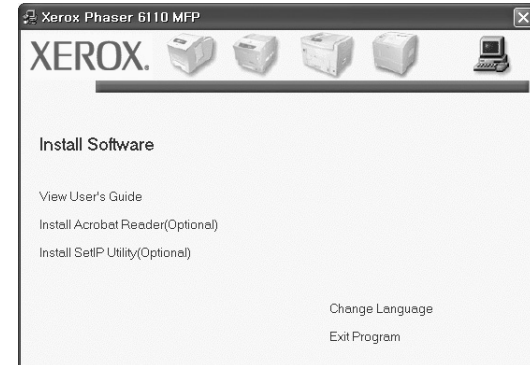 Xerox Phaser 6110 MFP
XEROX.
Install Software
View User's Guide
Install Acrobat Reader(Optional)
Install SetIP Utility(Optional)
Change Language
Exit Program